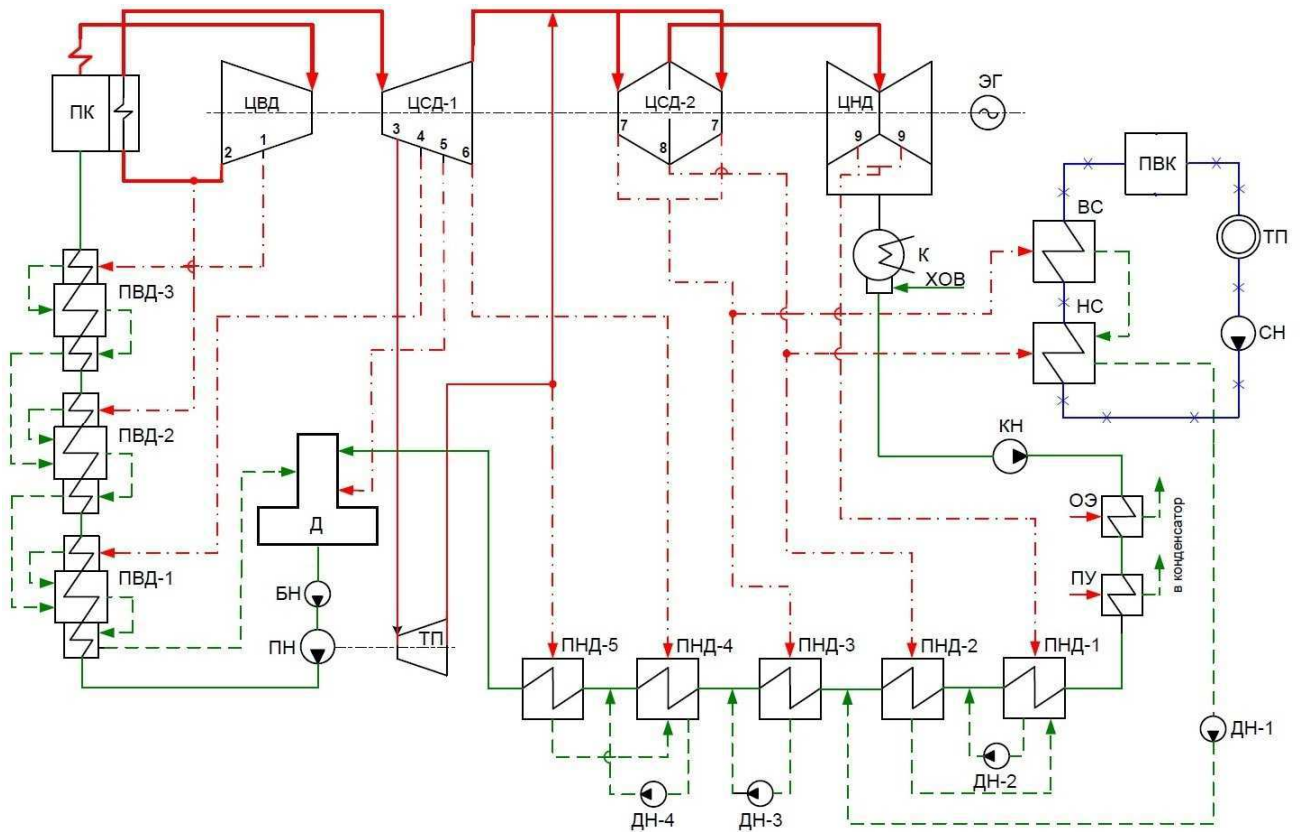 ЭГ
ПК
ЦВД
ЦСД-1
ЦСД-2
ЦНД
1
2
3
4
5
6
7
7
8
9
9
ПВК
ВС
ТП
К
ХОВ
НС
СН
ПВД-3
ПВД-2
ПВД-1
Д
БН
ПН
ТП
КН
ОЭ
ПУ
в конденсатор
ПНД-5
ПНД-4
ПНД-3
ПНД-2
ПНД-1
ДН-1
ДН-2
ДН-3
ДН-4